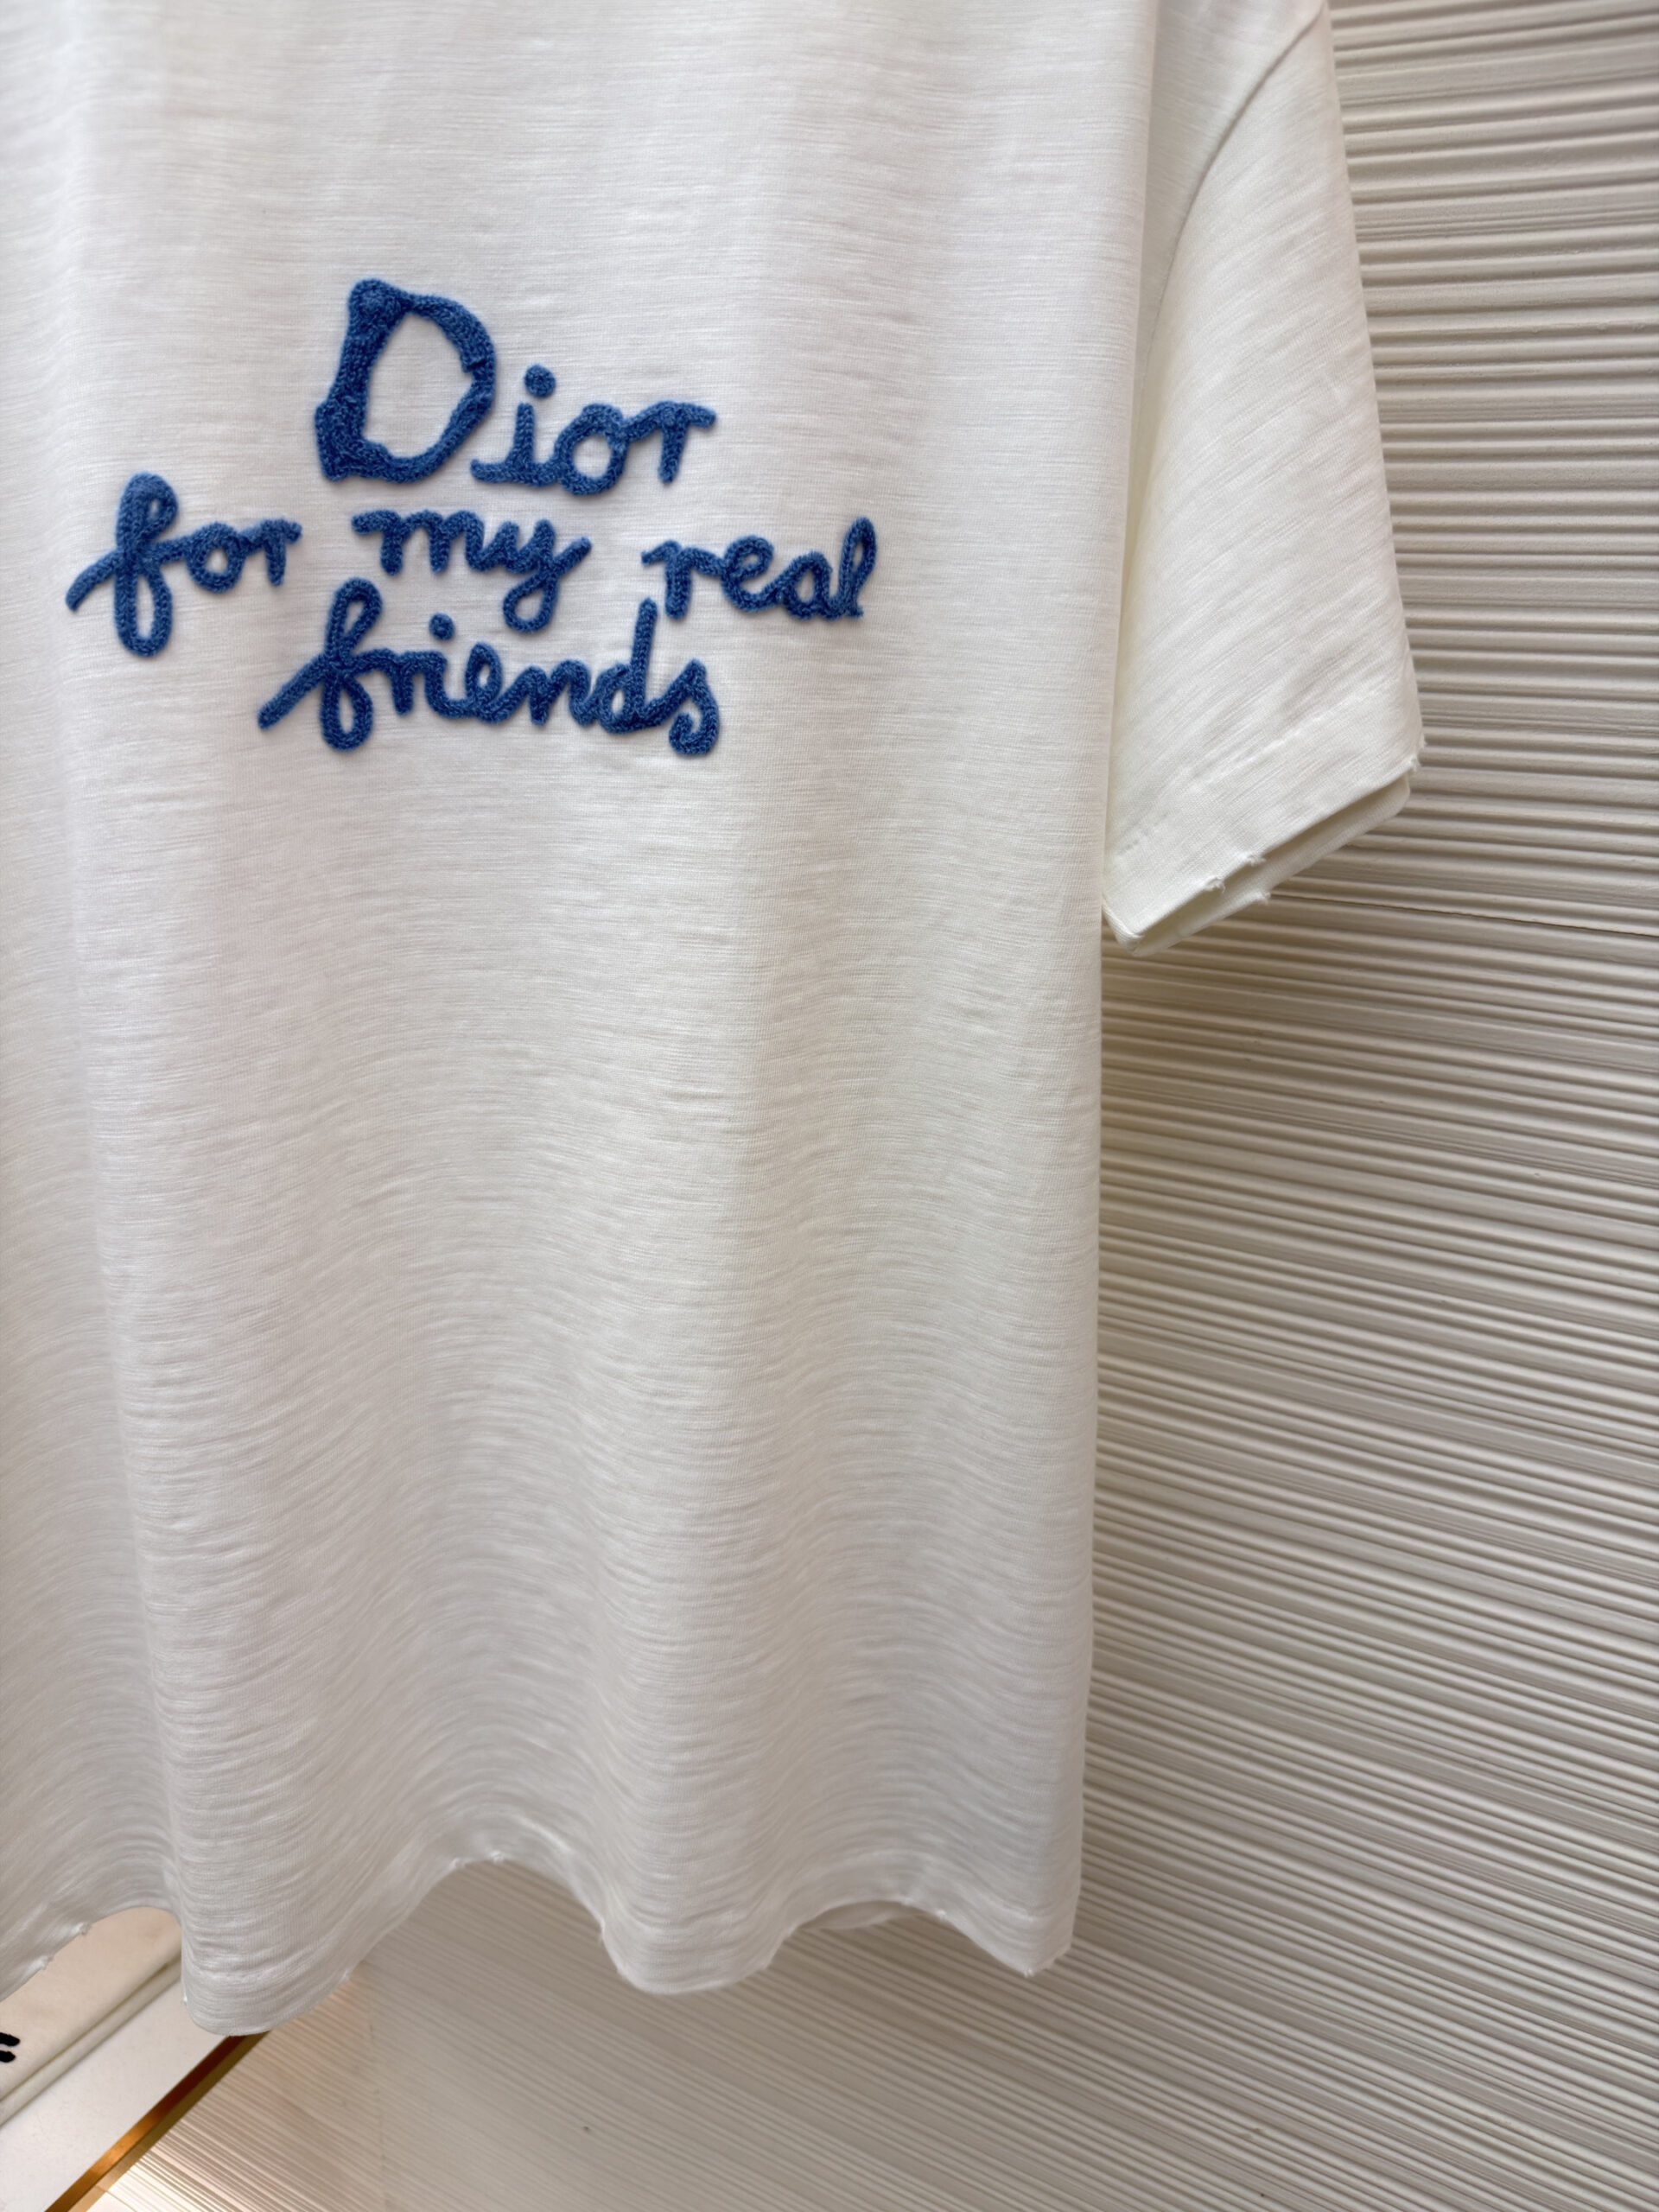 Dior
for my real
friends